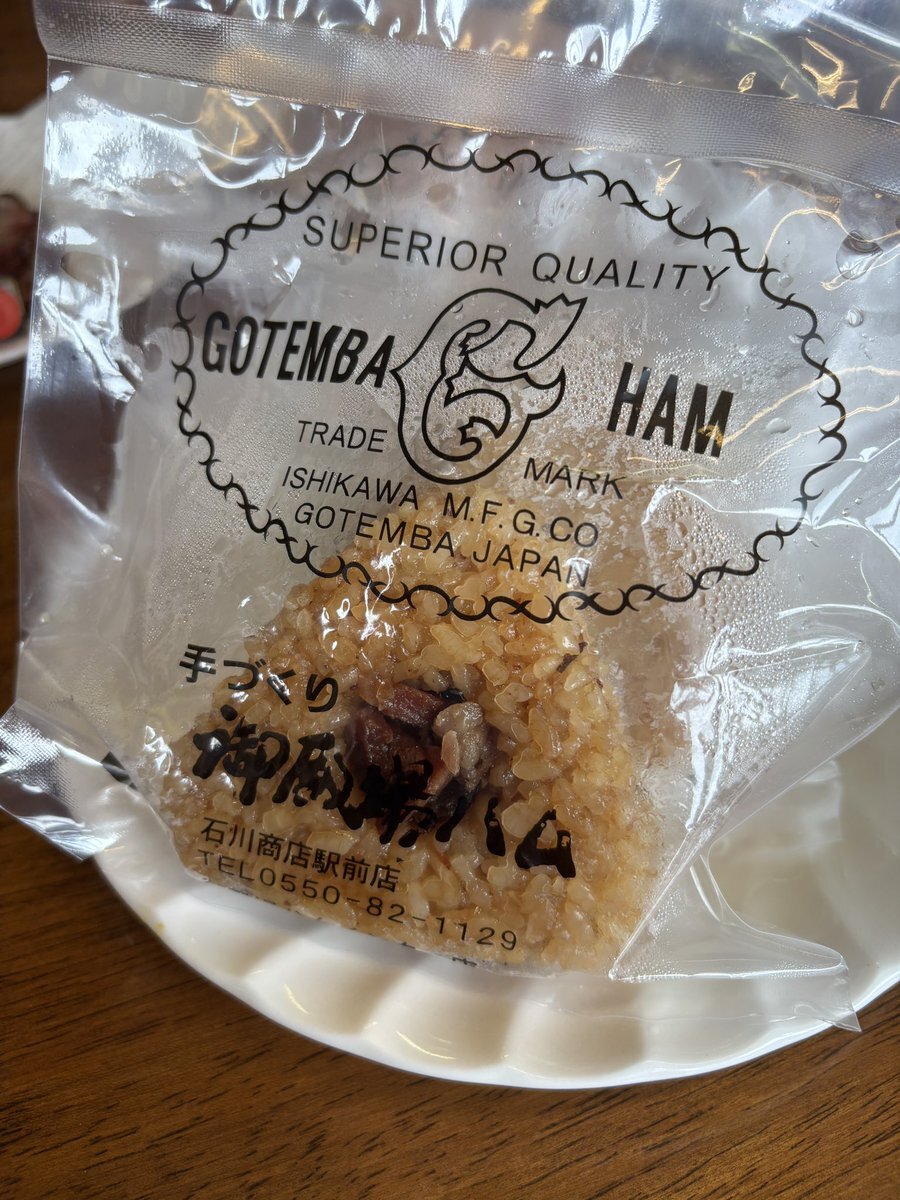 SUPERIOR QUALITY
GOTEMBA HAM
TRADE MARK
ISHIKAWA M.F.G.CO
GOTEMBA JAPAN
手づくり
御殿場ハム
石川商店駅前店
TEL0550-82-1129